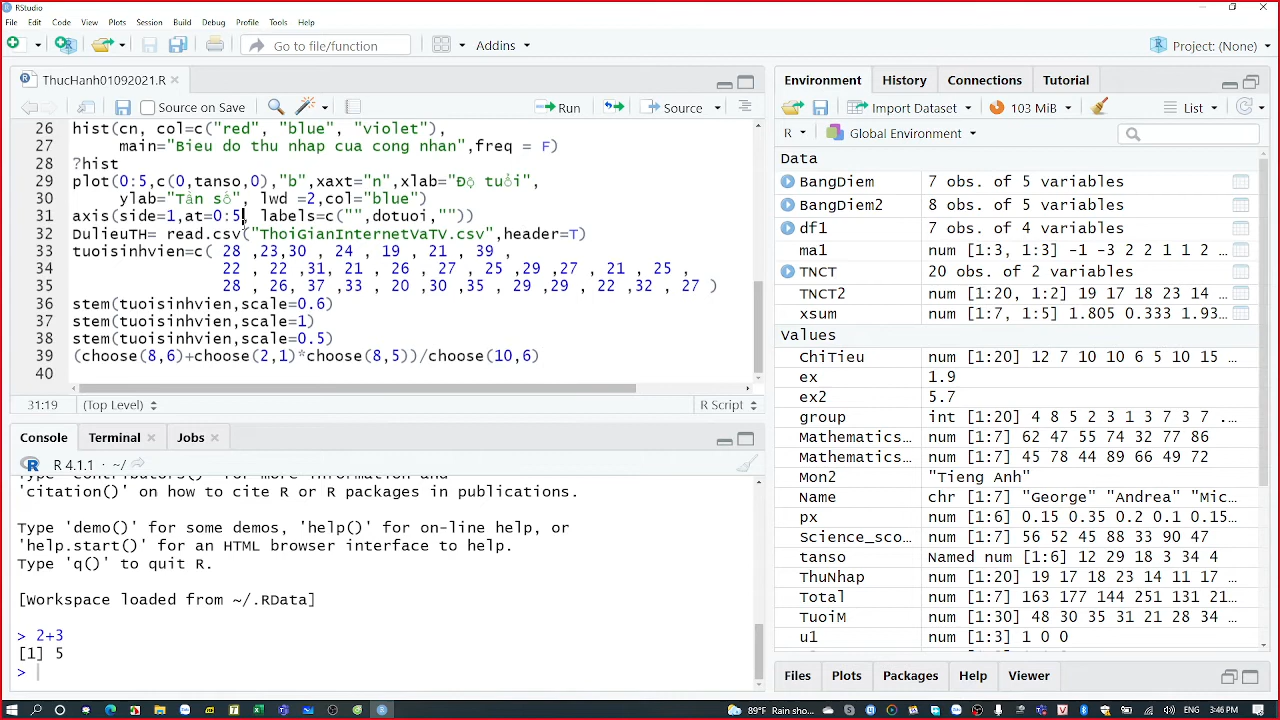 RStudio
File Edit Code View Plots Session Build Debug Profile Tools Help
Go to file/function Addins Project: (None)
ThucHanh01092021.R
Source on Save Run Source
26 hist(cn, col=c("red", "blue", "violet"),
27 main="Bieu do thu nhap cua cong nhan",freq = F)
28 ?hist
29 plot(0:5,c(0,tanso,0),"b",xaxt="n",xlab="Độ tuổi",
30 ylab="Tần số", lwd =2,col="blue")
31 axis(side=1,at=0:5, labels=c("",dotuoi,""))
32 DulieuTH= read.csv("ThoiGianInternetVaTV.csv",header=T)
33 tuoisinhvien=c( 28 ,23,30 , 24 , 19 , 21 , 39 ,
34 22 , 22 ,31, 21 , 26 , 27 , 25 ,29 ,27 , 21 , 25 ,
35 28 , 26, 37 ,33 , 20 ,30 ,35 , 29 ,29 , 22 ,32 , 27 )
36 stem(tuoisinhvien,scale=0.6)
37 stem(tuoisinhvien,scale=1)
38 stem(tuoisinhvien,scale=0.5)
39 (choose(8,6)+choose(2,1)*choose(8,5))/choose(10,6)
40
31:19 (Top Level) R Script
Console Terminal Jobs
R 4.1.1 · ~/
'citation()' on how to cite R or R packages in publications.
Type 'demo()' for some demos, 'help()' for on-line help, or
'help.start()' for an HTML browser interface to help.
Type 'q()' to quit R.
[Workspace loaded from ~/.RData]
> 2+3
[1] 5
>
Environment History Connections Tutorial
Import Dataset 103 MiB List
R Global Environment
Data
BangDiem 7 obs. of 5 variables
BangDiem2 8 obs. of 5 variables
df1 7 obs. of 4 variables
ma1 num [1:3, 1:3] -1 -3 2 2 2 ...
TNCT 20 obs. of 2 variables
TNCT2 num [1:20, 1:2] 19 17 18 23 14 ...
xsum num [1:7, 1:5] 1.805 0.333 1.93...
Values
ChiTieu num [1:20] 12 7 10 10 6 5 10 15 ...
ex 1.9
ex2 5.7
group int [1:20] 4 8 5 2 3 1 3 7 3 7 ...
Mathematics... num [1:7] 62 47 55 74 32 77 86
Mathematics... num [1:7] 45 78 44 89 66 49 72
Mon2 "Tieng Anh"
Name chr [1:7] "George" "Andrea" "Mic...
px num [1:6] 0.15 0.35 0.2 0.1 0.15...
Science_sco... num [1:7] 56 52 45 88 33 90 47
tanso Named num [1:6] 12 29 18 3 34 4
ThuNhap num [1:20] 19 17 18 23 14 11 17 ...
Total num [1:7] 163 177 144 251 131 21...
TuoiM num [1:30] 48 30 35 31 21 28 34 ...
u1 num [1:3] 1 0 0
Files Plots Packages Help Viewer
89°F Rain sho... ENG 3:46 PM